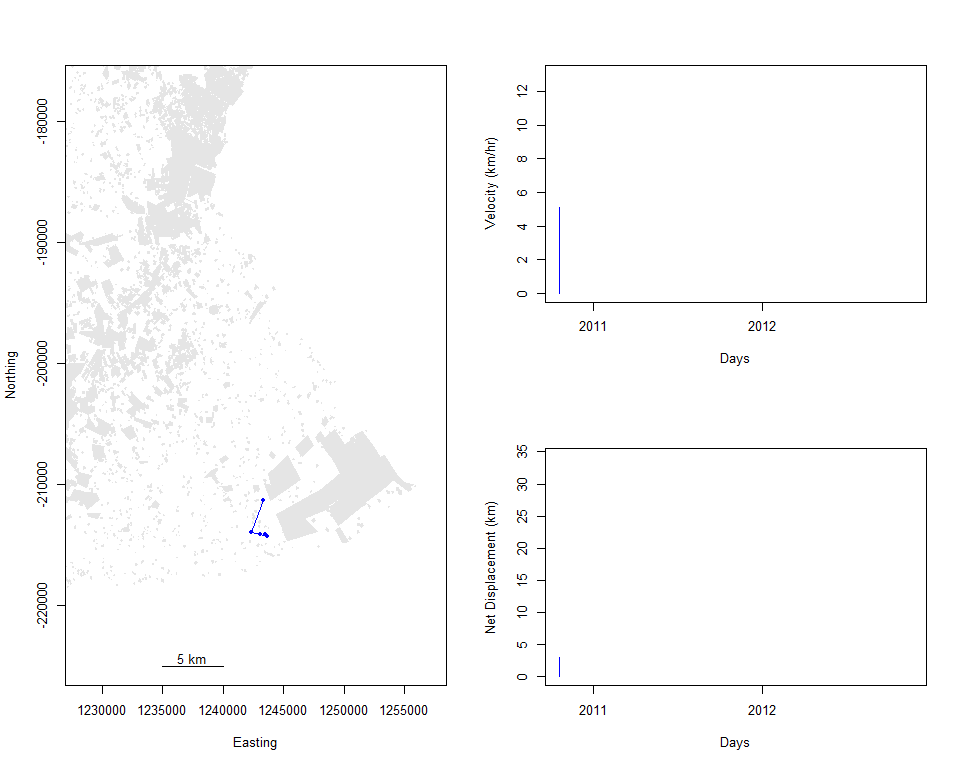 -180000
-190000
-200000
-210000
-220000
Northing
5 km
1230000 1235000 1240000 1245000 1250000 1255000
Easting
12
10
8
6
4
2
0
Velocity (km/hr)
2011 2012
Days
35
30
25
20
15
10
5
0
Net Displacement (km)
2011 2012
Days